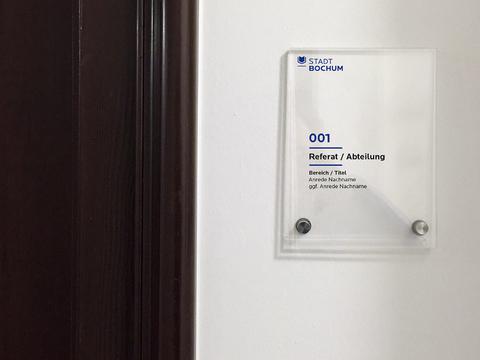 STADT
BOCHUM
001
Referat / Abteilung
Bereich / Titel
Anrede Nachname
ggf. Anrede Nachname